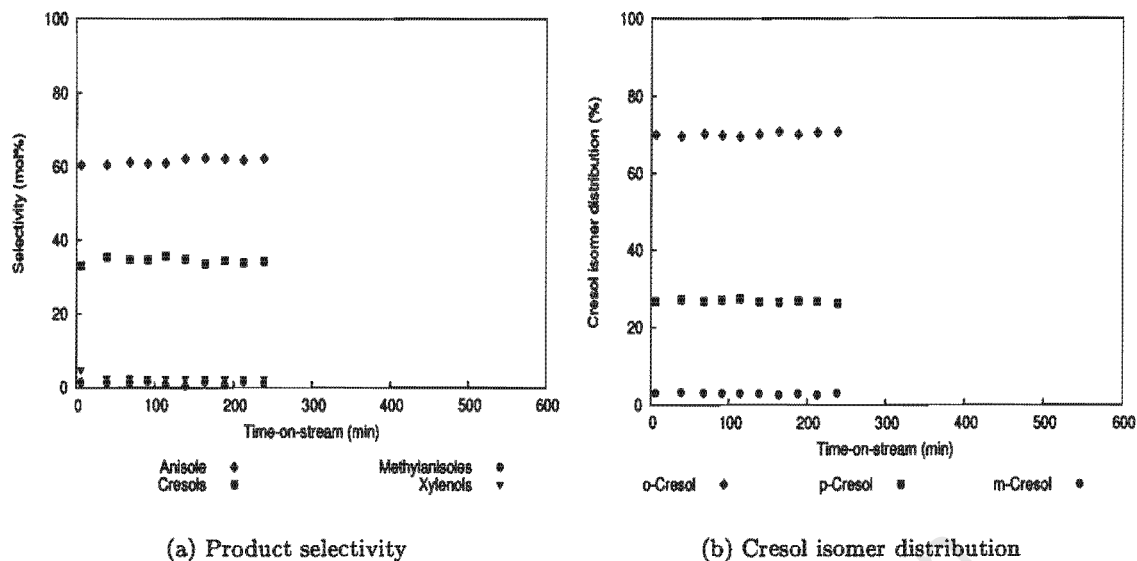 100
80
60
40
20
0
Selectivity (mol%)
0 100 200 300 400 500 600
Time-on-stream (min)
Anisole Methylanisoles
Cresols Xylenols
(a) Product selectivity
100
80
60
40
20
0
Cresol isomer distribution (%)
0 100 200 300 400 500 600
Time-on-stream (min)
o-Cresol p-Cresol m-Cresol
(b) Cresol isomer distribution